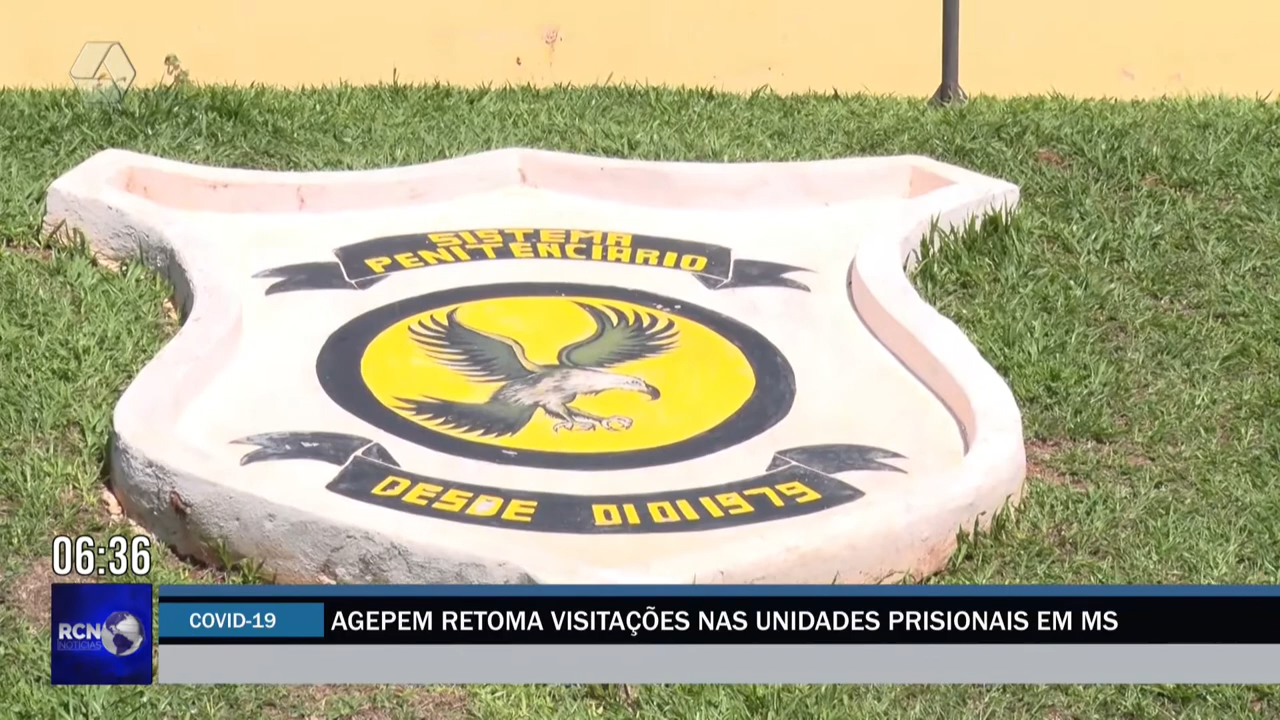 SISTEMA
PENITENCIÁRIO
DESDE 01 01 1979
06:36
RCN
NOTÍCIAS
COVID-19
AGEPEM RETOMA VISITAÇÕES NAS UNIDADES PRISIONAIS EM MS